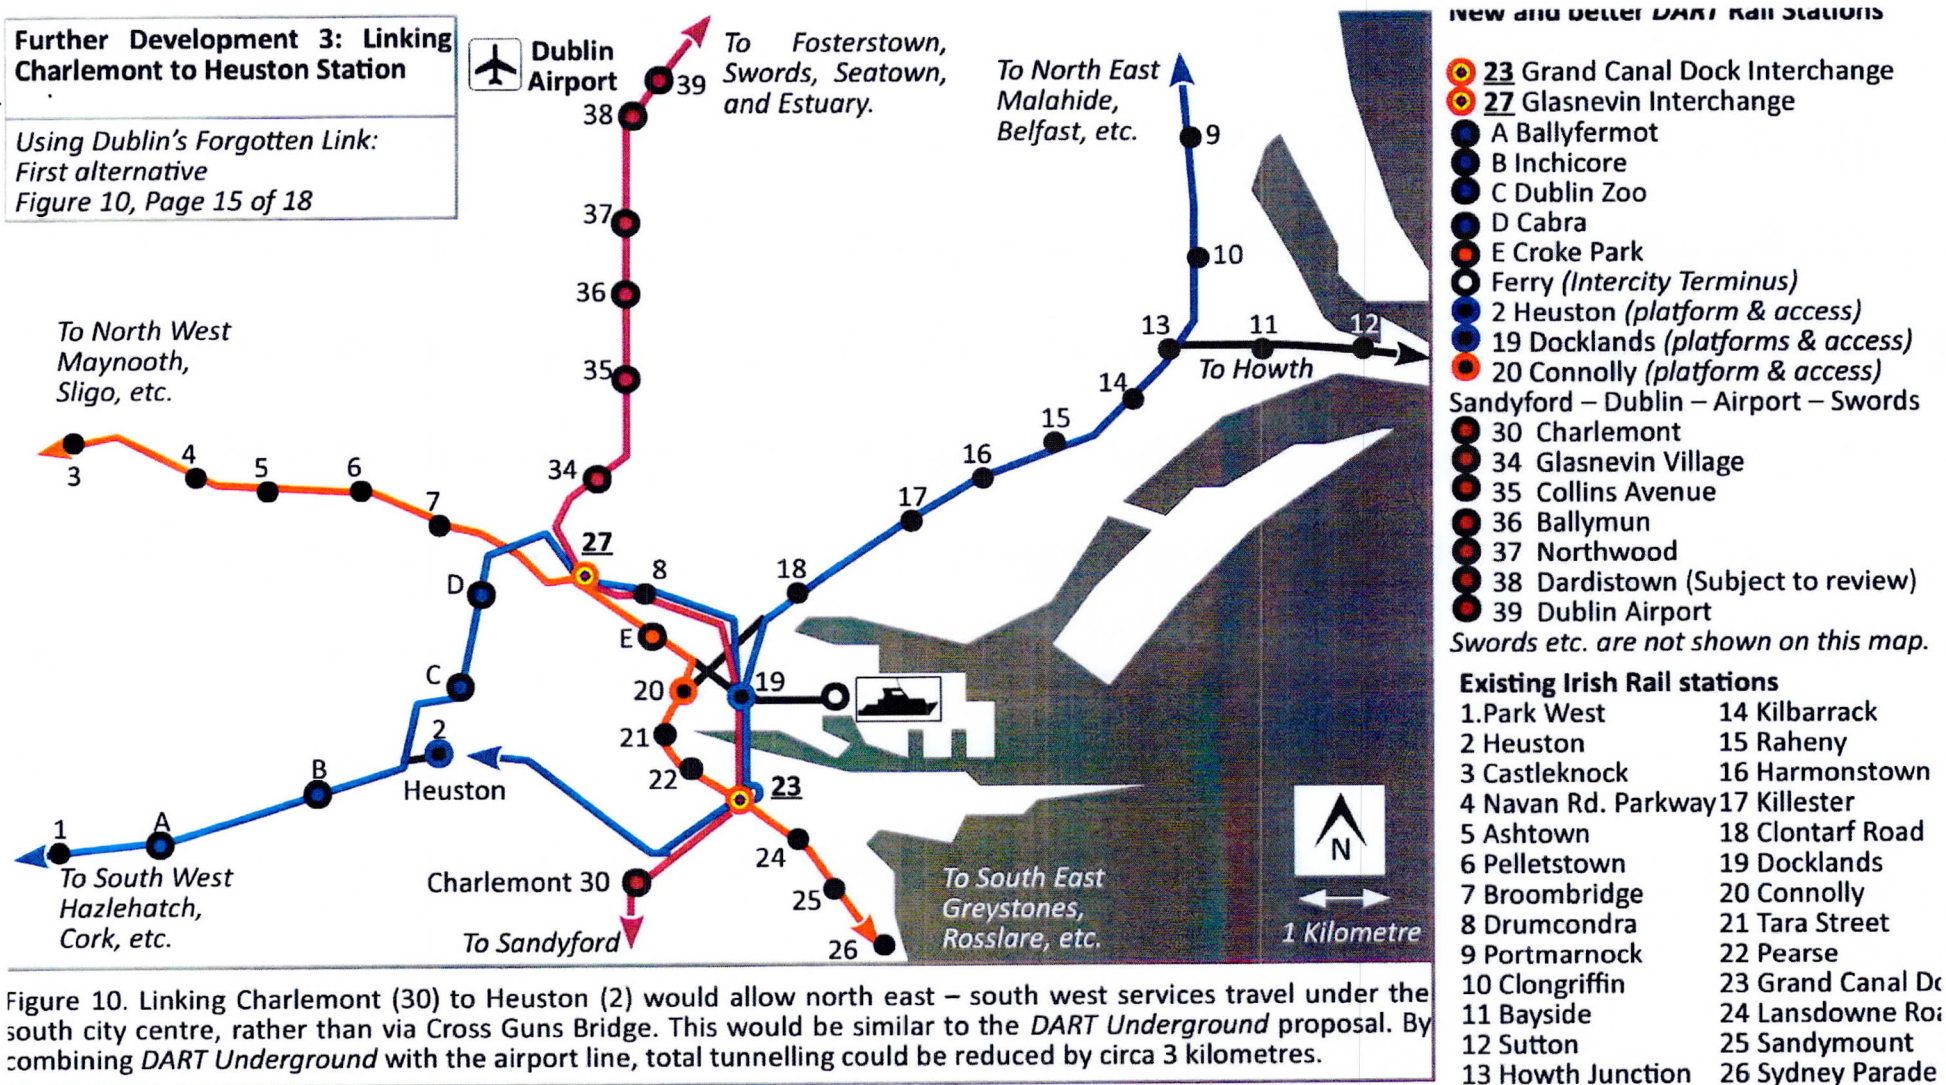 Further Development 3: Linking
Charlemont to Heuston Station
Using Dublin's Forgotten Link:
First alternative
Figure 10, Page 15 of 18
Dublin
Airport
39
38
To Fosterstown,
Swords, Seatown,
and Estuary.
To North East
Malahide,
Belfast, etc.
9
37
10
36
To North West
Maynooth,
Sligo, etc.
13
11
12
To Howth
35
14
15
3
4
5
6
34
16
7
17
27
D
8
18
E
C
20
19
2
21
B
Heuston
22
23
1
A
24
To South West
Hazlehatch,
Cork, etc.
Charlemont 30
25
To Sandyford
26
To South East
Greystones,
Rosslare, etc.
N
1 Kilometre
Figure 10. Linking Charlemont (30) to Heuston (2) would allow north east – south west services travel under the
south city centre, rather than via Cross Guns Bridge. This would be similar to the DART Underground proposal. By
combining DART Underground with the airport line, total tunnelling could be reduced by circa 3 kilometres.
New and better DART Rail Stations
23 Grand Canal Dock Interchange
27 Glasnevin Interchange
A Ballyfermot
B Inchicore
C Dublin Zoo
D Cabra
E Croke Park
Ferry (Intercity Terminus)
2 Heuston (platform & access)
19 Docklands (platforms & access)
20 Connolly (platform & access)
Sandyford – Dublin – Airport – Swords
30 Charlemont
34 Glasnevin Village
35 Collins Avenue
36 Ballymun
37 Northwood
38 Dardistown (Subject to review)
39 Dublin Airport
Swords etc. are not shown on this map.
Existing Irish Rail stations
1.Park West
2 Heuston
3 Castleknock
4 Navan Rd. Parkway
5 Ashtown
6 Pelletstown
7 Broombridge
8 Drumcondra
9 Portmarnock
10 Clongriffin
11 Bayside
12 Sutton
13 Howth Junction
14 Kilbarrack
15 Raheny
16 Harmonstown
17 Killester
18 Clontarf Road
19 Docklands
20 Connolly
21 Tara Street
22 Pearse
23 Grand Canal
24 Lansdowne
25 Sandymount
26 Sydney Parade